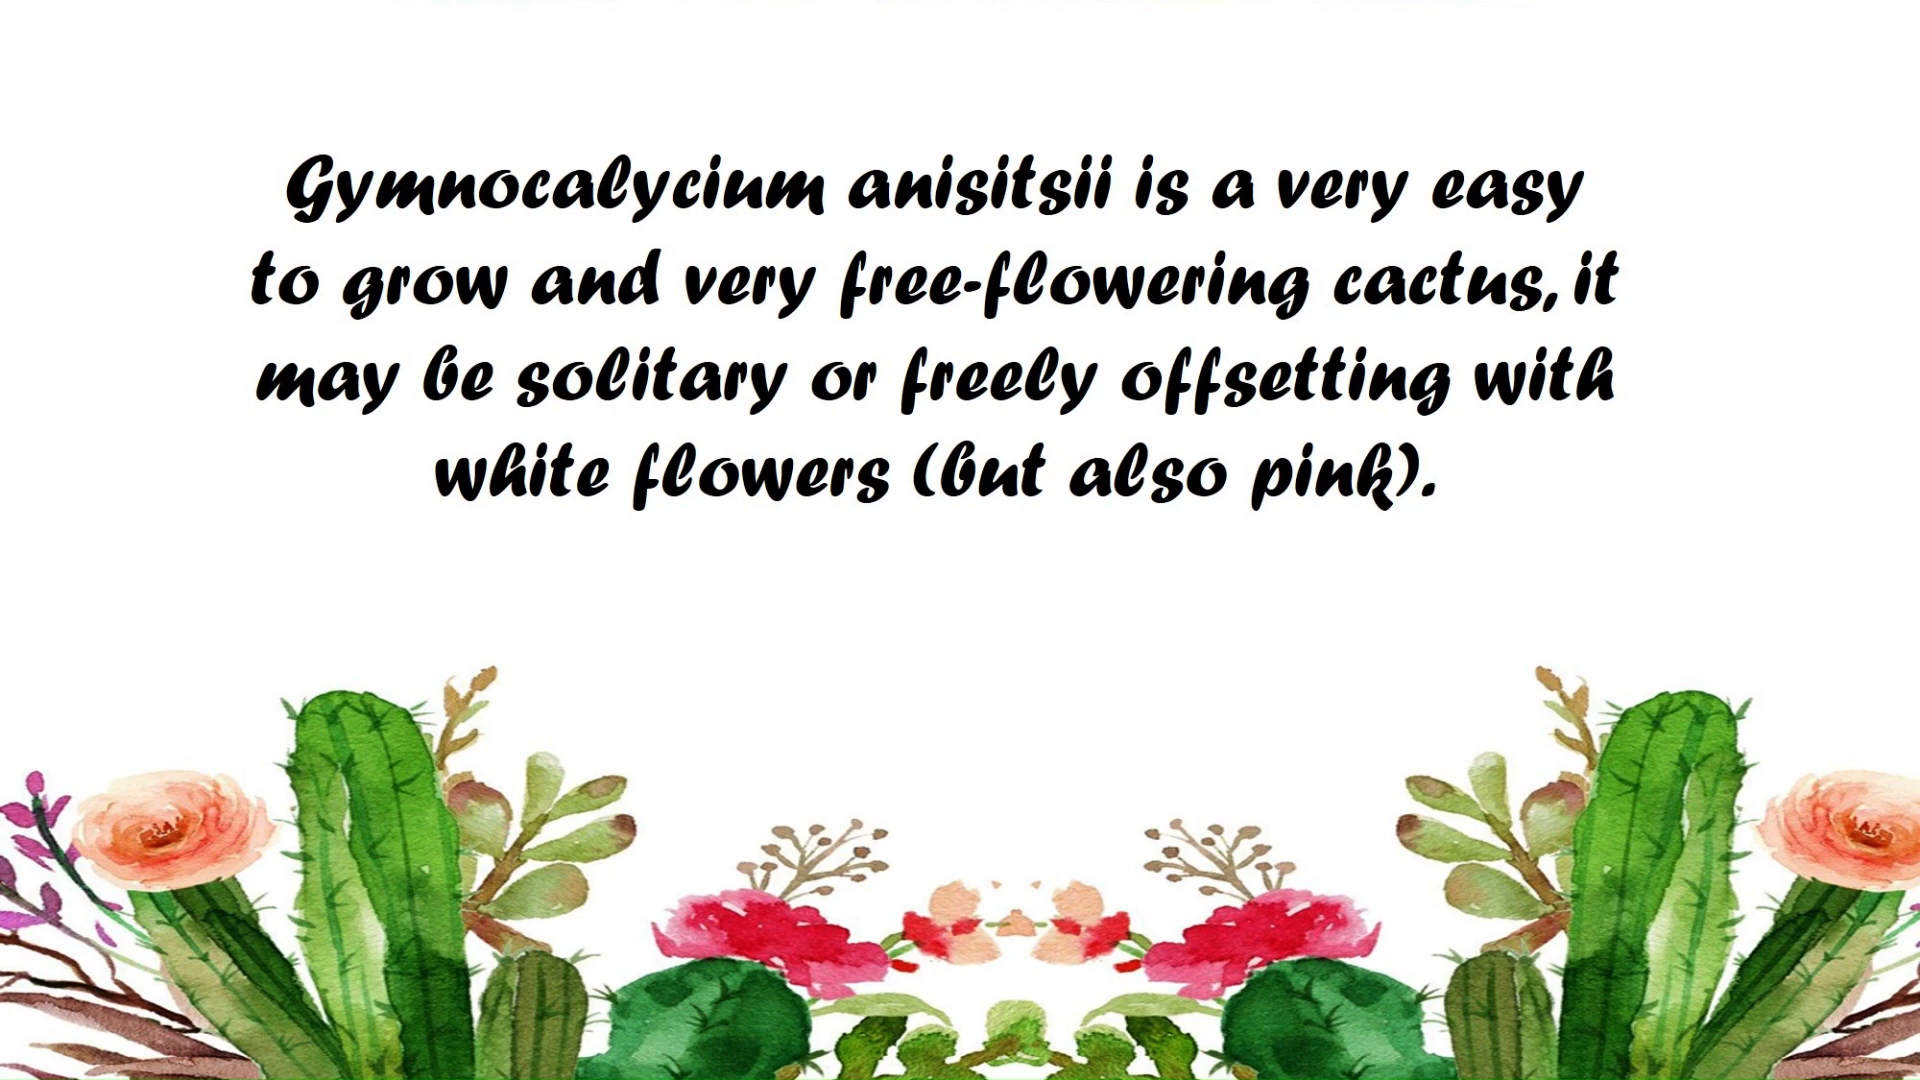 Gymnocalycium anisitsii is a very easy
to grow and very free-flowering cactus, it
may be solitary or freely offsetting with
white flowers (but also pink).